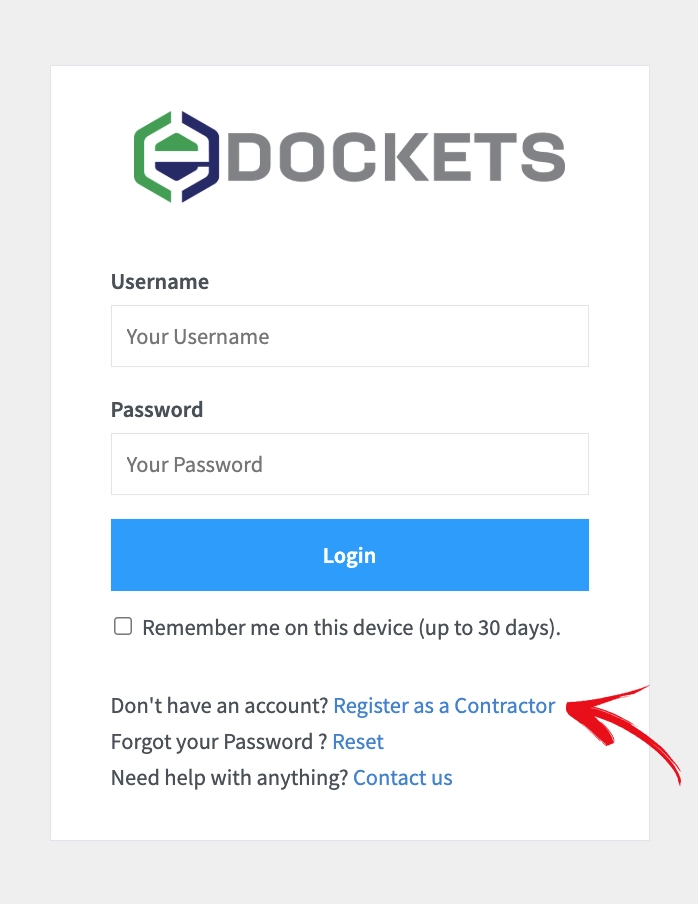 eDOCKETS
Username
Your Username
Password
Your Password
Login
Remember me on this device (up to 30 days).
Don't have an account? Register as a Contractor
Forgot your Password ? Reset
Need help with anything? Contact us